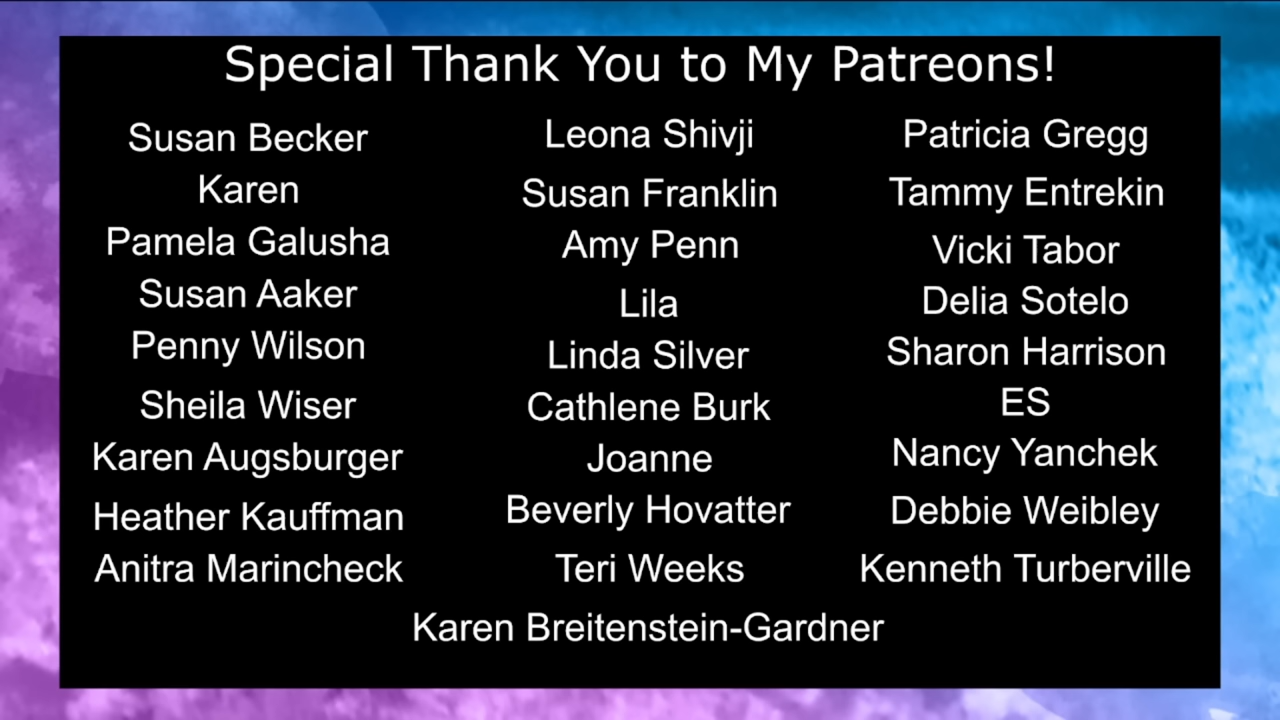 Special Thank You to My Patreons!
Susan Becker
Karen
Pamela Galusha
Susan Aaker
Penny Wilson
Sheila Wiser
Karen Augsburger
Heather Kauffman
Anitra Marincheck
Leona Shivji
Susan Franklin
Amy Penn
Lila
Linda Silver
Cathlene Burk
Joanne
Beverly Hovatter
Teri Weeks
Patricia Gregg
Tammy Entrekin
Vicki Tabor
Delia Sotelo
Sharon Harrison
ES
Nancy Yanchek
Debbie Weibley
Kenneth Turberville
Karen Breitenstein-Gardner